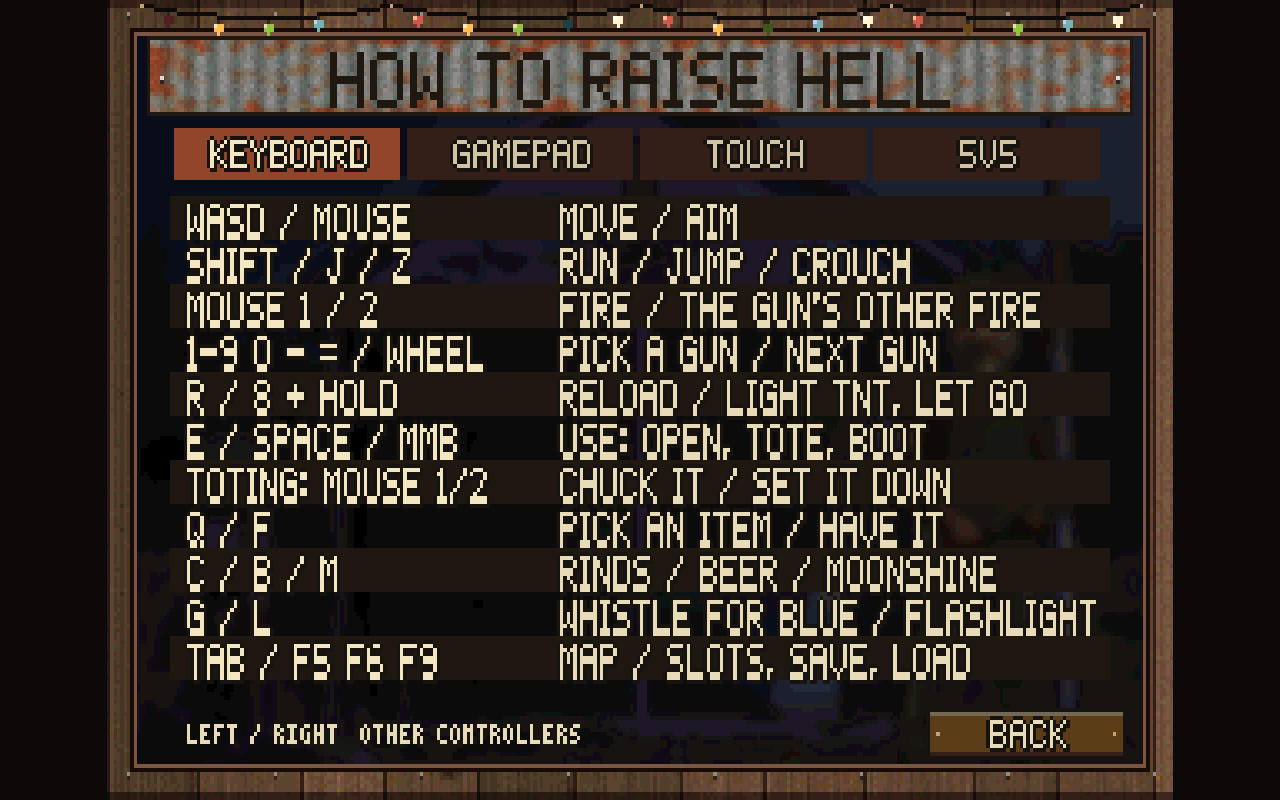 HOW TO RAISE HELL
KEYBOARD GAMEPAD TOUCH 5V5
WASD / MOUSE MOVE / AIM
SHIFT / J / Z RUN / JUMP / CROUCH
MOUSE 1 / 2 FIRE / THE GUN'S OTHER FIRE
1-9 0 - = / WHEEL PICK A GUN / NEXT GUN
R / 8 + HOLD RELOAD / LIGHT TNT, LET GO
E / SPACE / MMB USE: OPEN, TOTE, BOOT
TOTING: MOUSE 1/2 CHUCK IT / SET IT DOWN
Q / F PICK AN ITEM / HAVE IT
C / B / M RINDS / BEER / MOONSHINE
G / L WHISTLE FOR BLUE / FLASHLIGHT
TAB / F5 F6 F9 MAP / SLOTS, SAVE, LOAD
LEFT / RIGHT OTHER CONTROLLERS BACK